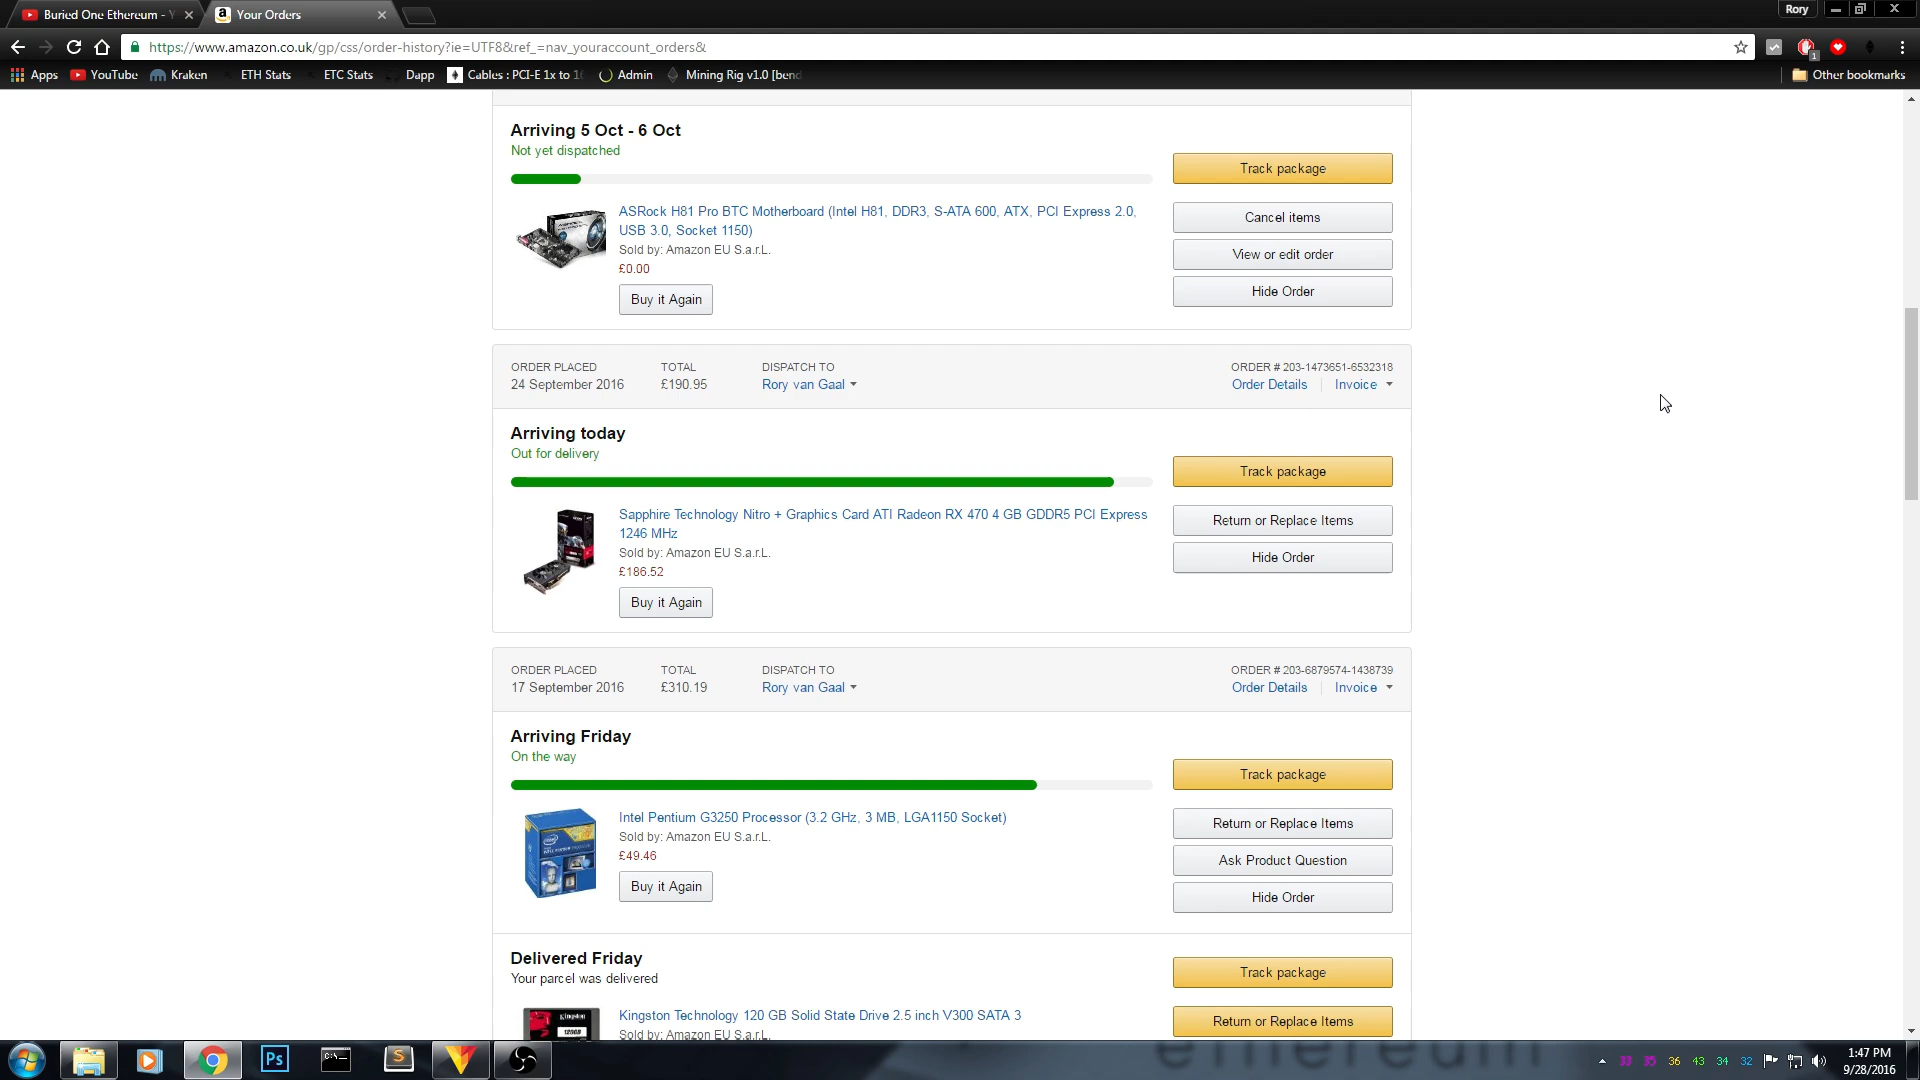 Buried One Ethereum - Y
Your Orders
Rory
https://www.amazon.co.uk/gp/css/order-history?ie=UTF8&ref_=nav_youraccount_orders&
1
Apps
YouTube
Kraken
ETH Stats
ETC Stats
Dapp
Cables : PCI-E 1x to 16
Admin
Mining Rig v1.0 [bend
Other bookmarks
Arriving 5 Oct - 6 Oct
Not yet dispatched
Track package
ASRock H81 Pro BTC Motherboard (Intel H81, DDR3, S-ATA 600, ATX, PCI Express 2.0,
USB 3.0, Socket 1150)
Sold by: Amazon EU S.a.r.L.
£0.00
Buy it Again
Cancel items
View or edit order
Hide Order
ORDER PLACED
24 September 2016
TOTAL
£190.95
DISPATCH TO
Rory van Gaal
ORDER # 203-1473651-6532318
Order Details
Invoice
Arriving today
Out for delivery
Track package
Sapphire Technology Nitro + Graphics Card ATI Radeon RX 470 4 GB GDDR5 PCI Express
1246 MHz
Sold by: Amazon EU S.a.r.L.
£186.52
Buy it Again
Return or Replace Items
Hide Order
ORDER PLACED
17 September 2016
TOTAL
£310.19
DISPATCH TO
Rory van Gaal
ORDER # 203-6879574-1438739
Order Details
Invoice
Arriving Friday
On the way
Track package
Intel Pentium G3250 Processor (3.2 GHz, 3 MB, LGA1150 Socket)
Sold by: Amazon EU S.a.r.L.
£49.46
Buy it Again
Return or Replace Items
Ask Product Question
Hide Order
Delivered Friday
Your parcel was delivered
Track package
Kingston Technology 120 GB Solid State Drive 2.5 inch V300 SATA 3
Sold by: Amazon EU S.a.r.L.
Return or Replace Items
Kingston
120GB
ethereum
Ps
C:\
S
33 35 36 43 34 32
1:47 PM
9/28/2016